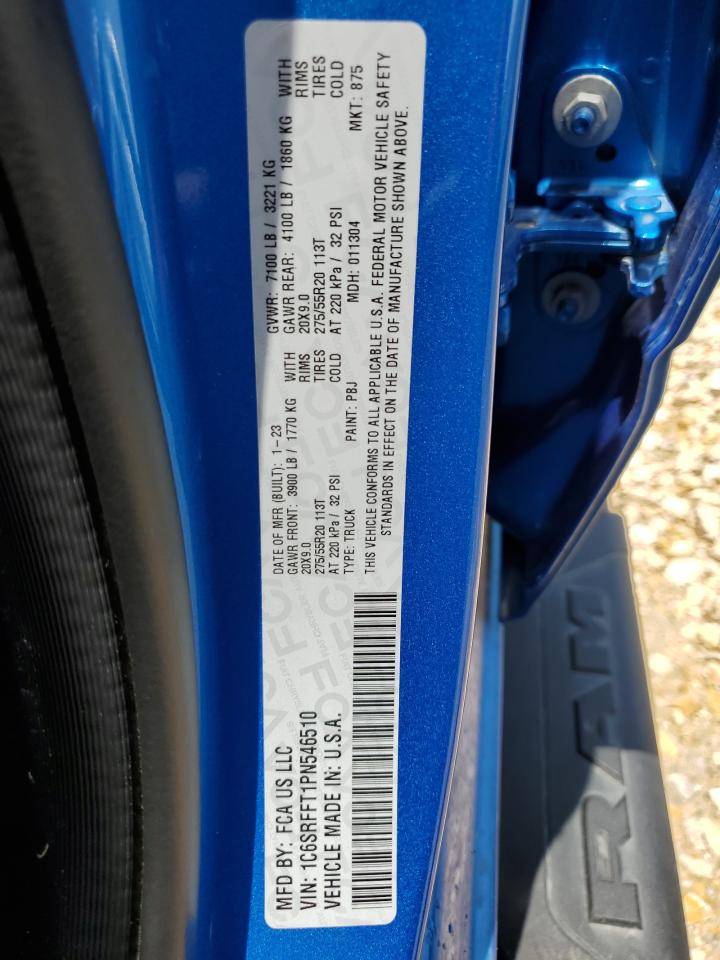 MFD BY: FCA US LLC
VIN: 1C6SRFFT1PN546510
VEHICLE MADE IN: U.S.A.
DATE OF MFR (BUILT): 1-23 GVWR: 7100 LB / 3221 KG
GAWR FRONT: 3900 LB / 1770 KG WITH GAWR REAR: 4100 LB / 1860 KG WITH
20X9.0 RIMS 20X9.0 RIMS
275/55R20 113T TIRES 275/55R20 113T TIRES
AT 220 kPa / 32 PSI COLD AT 220 kPa / 32 PSI COLD
TYPE: TRUCK PAINT: PBJ MDH: 011304 MKT: 875
THIS VEHICLE CONFORMS TO ALL APPLICABLE U.S.A. FEDERAL MOTOR VEHICLE SAFETY
STANDARDS IN EFFECT ON THE DATE OF MANUFACTURE SHOWN ABOVE.
RAM